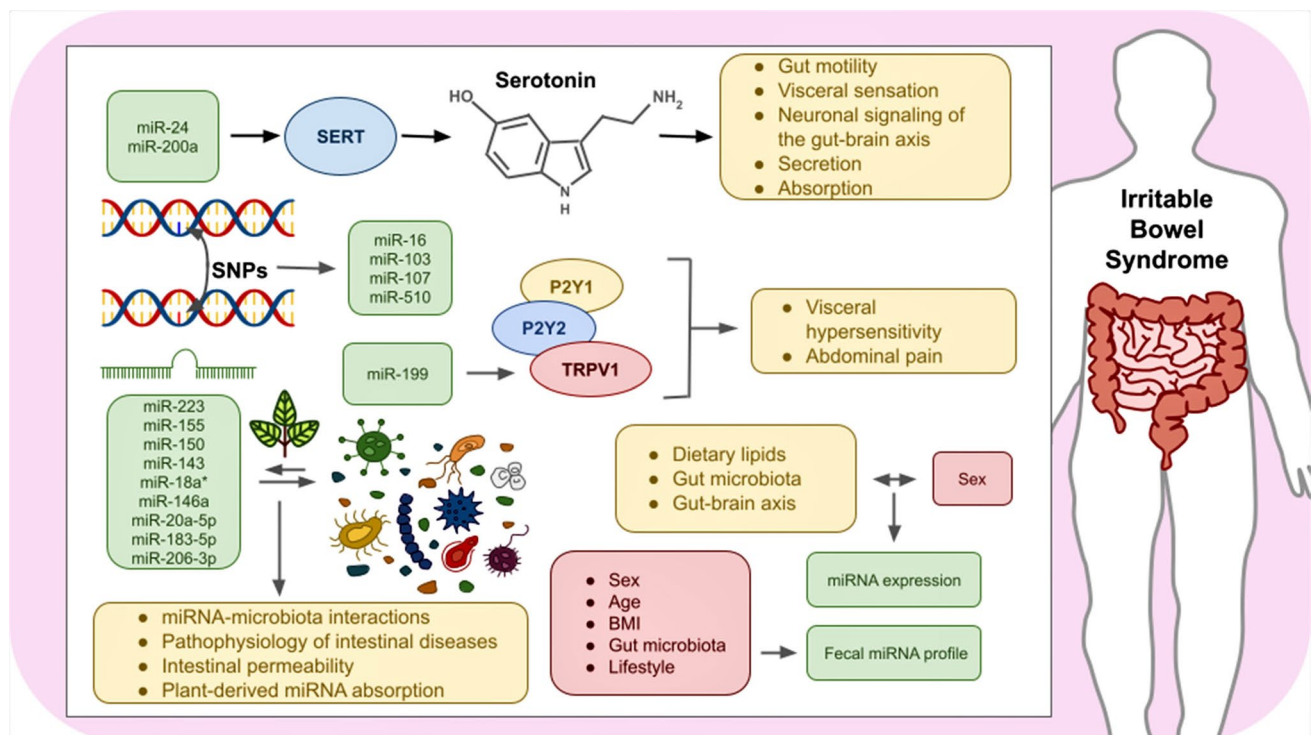 Serotonin
HO
NH2
N
H
miR-24
miR-200a
SERT
● Gut motility
● Visceral sensation
● Neuronal signaling of
the gut-brain axis
● Secretion
● Absorption
Irritable
Bowel
Syndrome
SNPs
miR-16
miR-103
miR-107
miR-510
P2Y1
P2Y2
TRPV1
miR-199
● Visceral
hypersensitivity
● Abdominal pain
miR-223
miR-155
miR-150
miR-143
miR-18a*
miR-146a
miR-20a-5p
miR-183-5p
miR-206-3p
● Dietary lipids
● Gut microbiota
● Gut-brain axis
Sex
miRNA expression
● Sex
● Age
● BMI
● Gut microbiota
● Lifestyle
Fecal miRNA profile
● miRNA-microbiota interactions
● Pathophysiology of intestinal diseases
● Intestinal permeability
● Plant-derived miRNA absorption